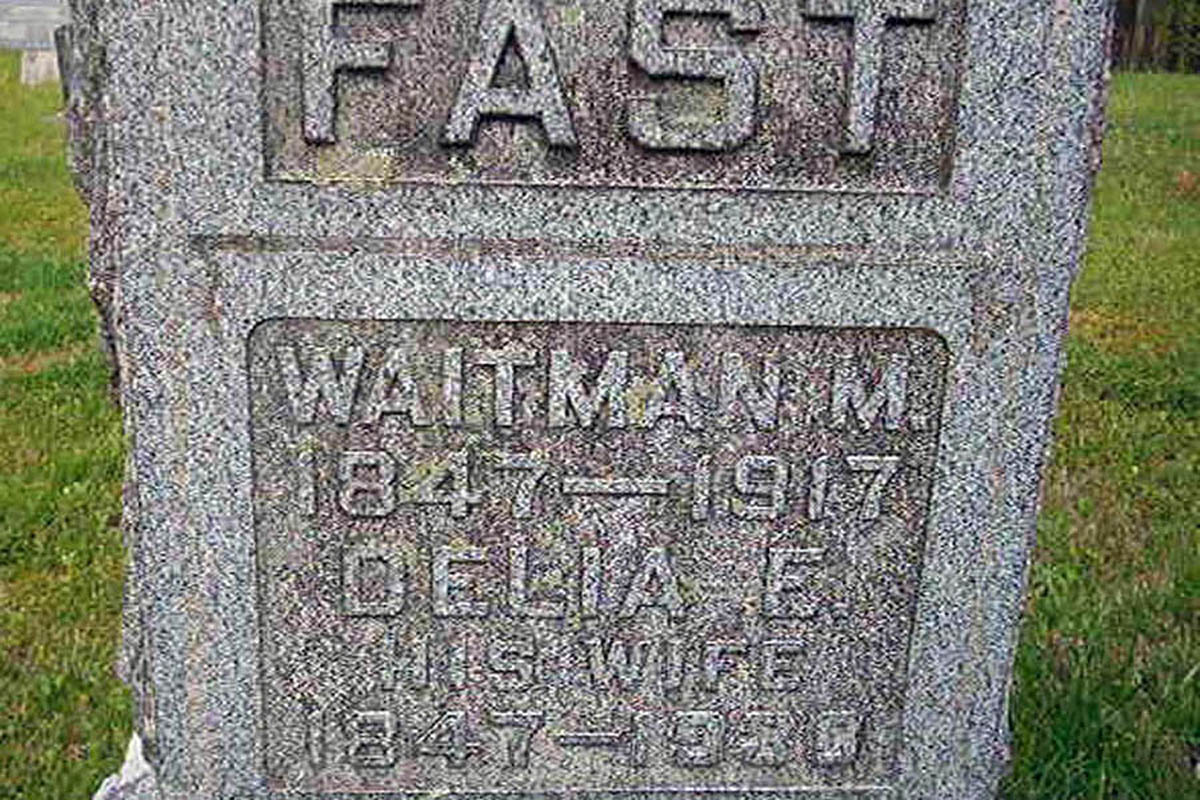 FAST
WAITMAN M.
1847—1917
DELIA E.
HIS WIFE
1847—